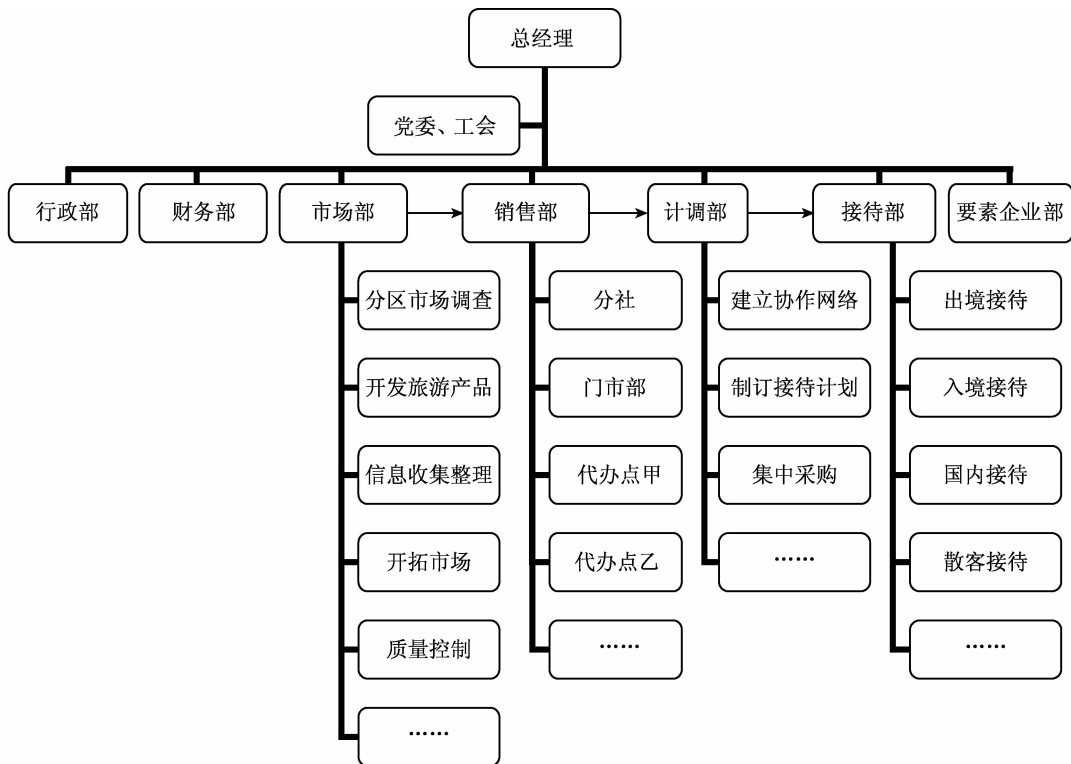 总经理
党委、工会
行政部
财务部
市场部
销售部
计调部
接待部
要素企业部
分区市场调查
开发旅游产品
信息收集整理
开拓市场
质量控制
……
分社
门市部
代办点甲
代办点乙
……
建立协作网络
制订接待计划
集中采购
……
出境接待
入境接待
国内接待
散客接待
……